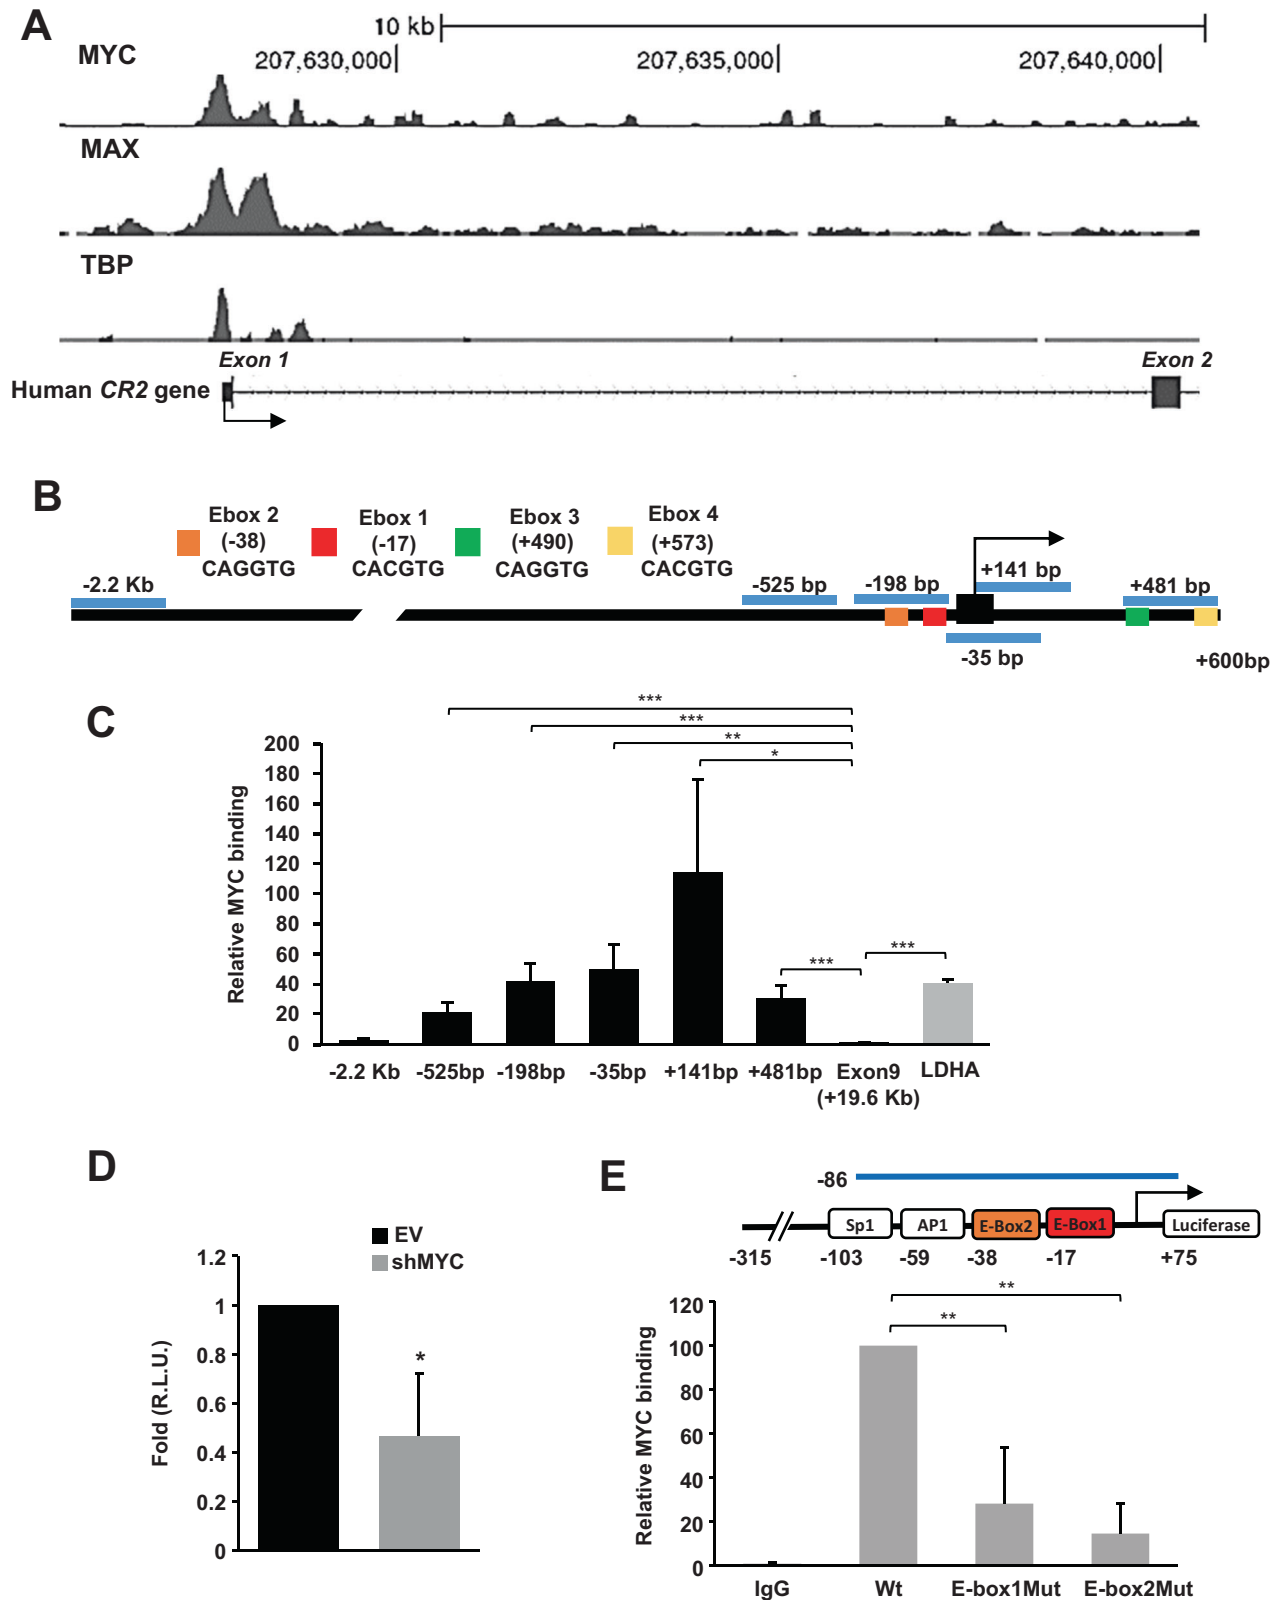 A
10 kb
MYC
207,630,000
207,635,000
207,640,000
MAX
TBP
Exon 1
Exon 2
Human CR2 gene
B
Ebox 2
(-38)
CAGGTG
Ebox 1
(-17)
CACGTG
Ebox 3
(+490)
CAGGTG
Ebox 4
(+573)
CACGTG
-2.2 Kb
-525 bp
-198 bp
+141 bp
+481 bp
-35 bp
+600bp
C
***
***
**
*
***
***
Relative MYC binding
200
180
160
140
120
100
80
60
40
20
0
-2.2 Kb
-525bp
-198bp
-35bp
+141bp
+481bp
Exon9
(+19.6 Kb)
LDHA
D
EV
shMYC
Fold (R.L.U.)
1.2
1
0.8
0.6
0.4
0.2
0
*
E
-86
Sp1
AP1
E-Box2
E-Box1
Luciferase
-315
-103
-59
-38
-17
+75
Relative MYC binding
120
100
80
60
40
20
0
**
**
IgG
Wt
E-box1Mut
E-box2Mut